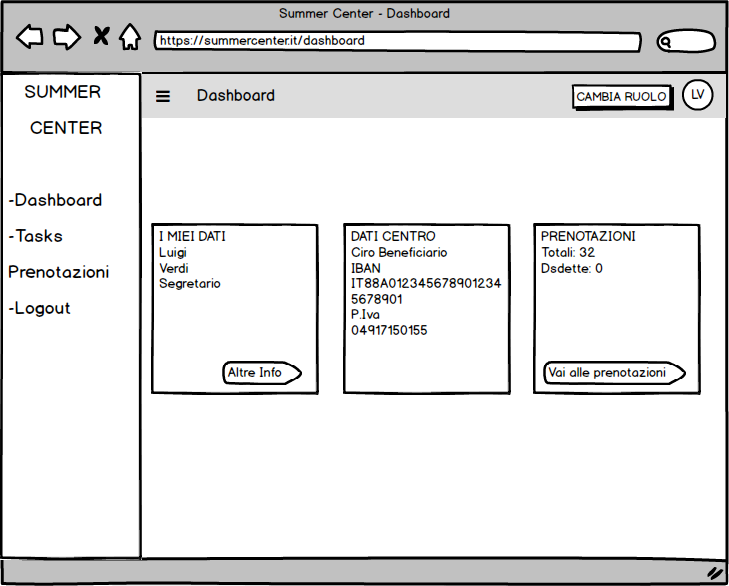 Summer Center - Dashboard
https://summercenter.it/dashboard
SUMMER
CENTER
-Dashboard
-Tasks
Prenotazioni
-Logout
Dashboard
CAMBIA RUOLO
LV
I MIEI DATI
Luigi
Verdi
Segretario
Altre Info
DATI CENTRO
Ciro Beneficiario
IBAN
IT88A012345678901234
5678901
P.Iva
04917150155
PRENOTAZIONI
Totali: 32
Dsdette: 0
Vai alle prenotazioni